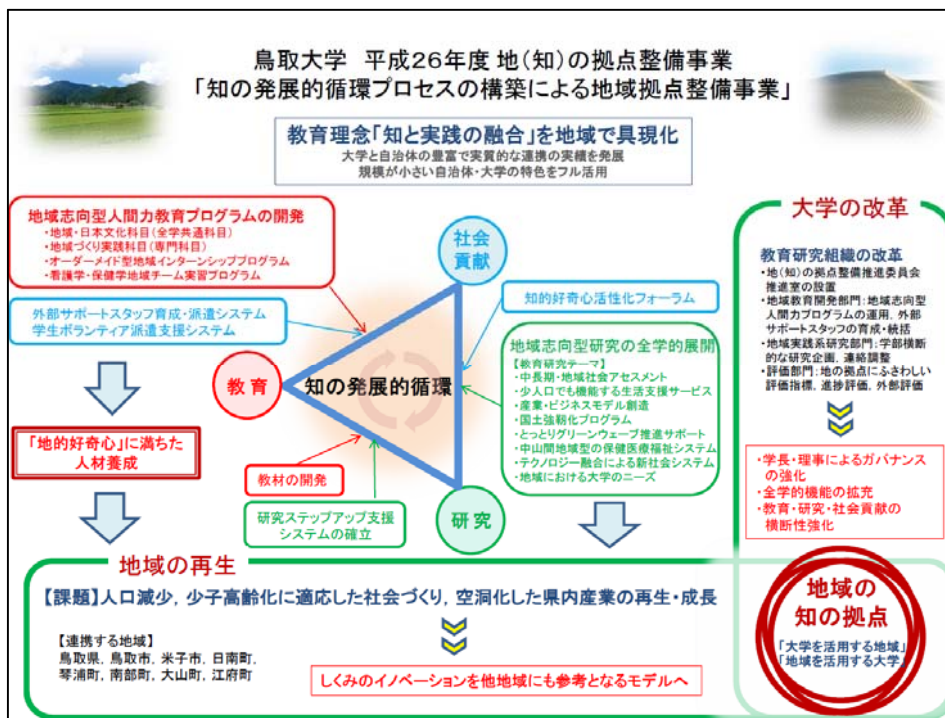 鳥取大学 平成26年度 地(知)の拠点整備事業
「知の発展的循環プロセスの構築による地域拠点整備事業」
教育理念「知と実践の融合」を地域で具現化
大学と自治体の豊富で実質的な連携の実績を発展
規模が小さい自治体・大学の特色をフル活用
地域志向型人間力教育プログラムの開発
・地域・日本文化科目(全学共通科目)
・地域づくり実践科目(専門科目)
・オーダーメイド型地域インターンシッププログラム
・看護学・保健学地域チーム実習プログラム
外部サポートスタッフ育成・派遣システム
学生ボランティア派遣支援システム
教育
「地的好奇心」に満ちた
人材養成
社会
貢献
知の発展的循環
教材の開発
研究ステップアップ支援
システムの確立
研究
知的好奇心活性化フォーラム
地域志向型研究の全学的展開
【教育研究テーマ】
・中長期・地域社会アセスメント
・少人口でも機能する生活支援サービス
・産業・ビジネスモデル創造
・国土強靭化プログラム
・とっとりグリーンウェーブ推進サポート
・中山間地域型の保健医療福祉システム
・テクノロジー融合による新社会システム
・地域における大学のニーズ
大学の改革
教育研究組織の改革
・地(知)の拠点整備推進委員会
推進室の設置
・地域教育開発部門:地域志向型
人間力プログラムの運用、外部
サポートスタッフの育成・統括
・地域実践系研究部門:学部横断
的な研究企画、連絡調整
・評価部門:地の拠点にふさわしい
評価指標、進捗評価、外部評価
・学長・理事によるガバナンス
の強化
・全学的機能の拡充
・教育・研究・社会貢献の
横断性強化
地域の再生
【課題】人口減少，少子高齢化に適応した社会づくり，空洞化した県内産業の再生・成長
【連携する地域】
鳥取県，鳥取市，米子市，日南町，
琴浦町，南部町，大山町，江府町
しくみのイノベーションを他地域にも参考となるモデルへ
地域の
知の拠点
「大学を活用する地域」
「地域を活用する大学」